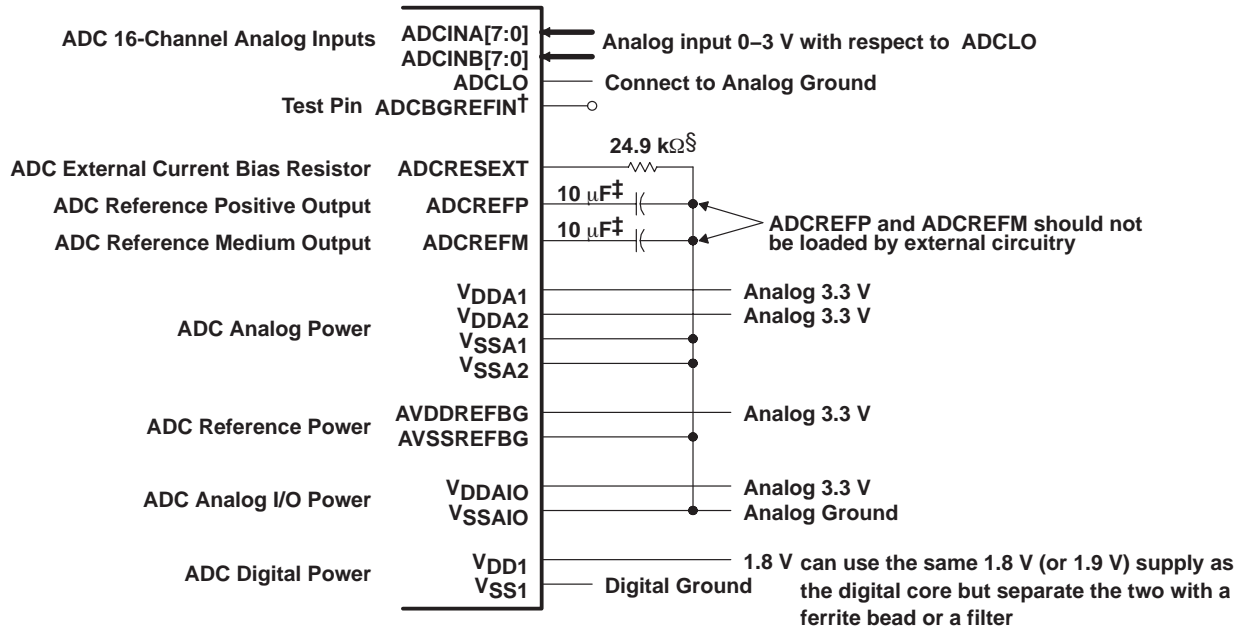 ADC 16-Channel Analog Inputs ADCINA[7:0] Analog input 0–3 V with respect to ADCLO
ADCINB[7:0]
ADCLO Connect to Analog Ground
Test Pin ADCBGREFIN†
24.9 kΩ§
ADC External Current Bias Resistor ADCRESEXT
ADC Reference Positive Output ADCREFP 10 μF‡
ADC Reference Medium Output ADCREFM 10 μF‡
ADCREFP and ADCREFM should not
be loaded by external circuitry
VDDA1 Analog 3.3 V
VDDA2 Analog 3.3 V
ADC Analog Power
VSSA1
VSSA2
AVDDREFBG Analog 3.3 V
ADC Reference Power
AVSSREFBG
VDDAIO Analog 3.3 V
ADC Analog I/O Power
VSSAIO Analog Ground
VDD1 1.8 V can use the same 1.8 V (or 1.9 V) supply as
ADC Digital Power
VSS1 Digital Ground
the digital core but separate the two with a
ferrite bead or a filter